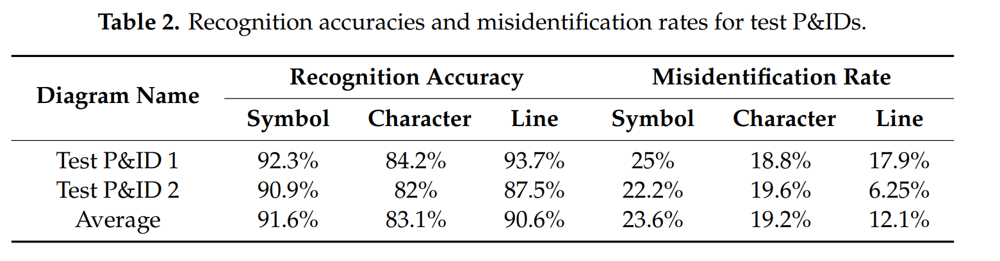 Table 2. Recognition accuracies and misidentification rates for test P&IDs.
Diagram Name Recognition Accuracy Misidentification Rate
Symbol Character Line Symbol Character Line
Test P&ID 1 92.3% 84.2% 93.7% 25% 18.8% 17.9%
Test P&ID 2 90.9% 82% 87.5% 22.2% 19.6% 6.25%
Average 91.6% 83.1% 90.6% 23.6% 19.2% 12.1%